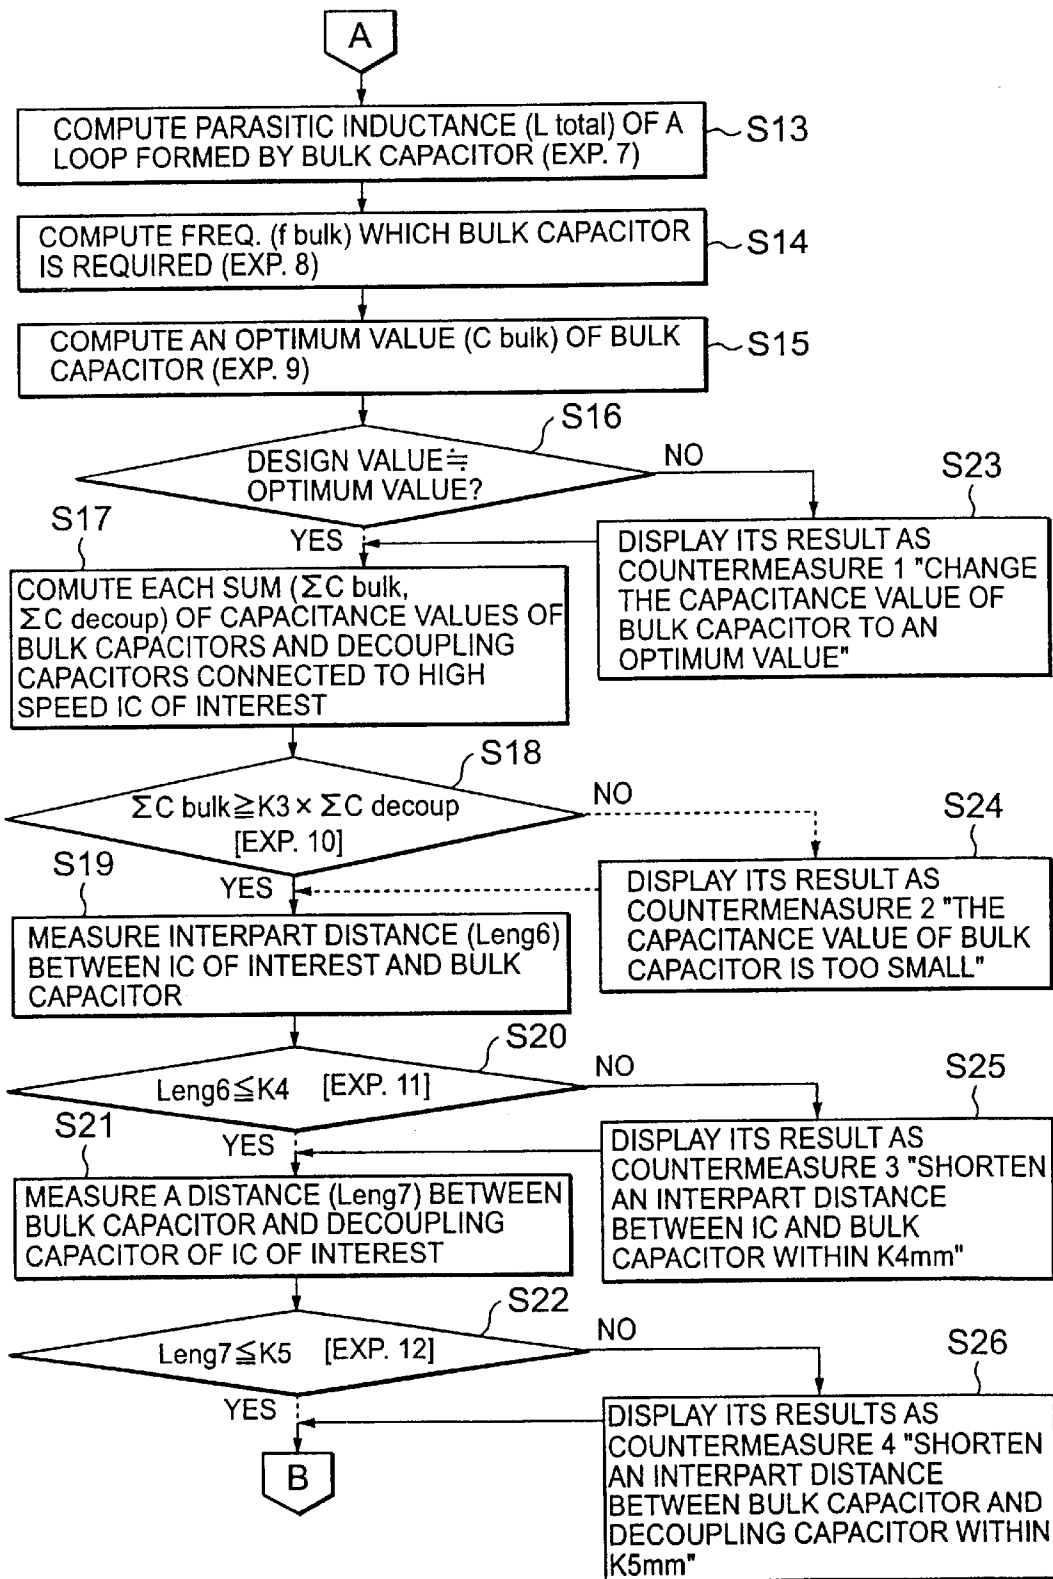 A
COMPUTE PARASITIC INDUCTANCE (L total) OF A
LOOP FORMED BY BULK CAPACITOR (EXP. 7)
S13
COMPUTE FREQ. (f bulk) WHICH BULK CAPACITOR
IS REQUIRED (EXP. 8)
S14
COMPUTE AN OPTIMUM VALUE (C bulk) OF BULK
CAPACITOR (EXP. 9)
S15
S16
DESIGN VALUE≒
OPTIMUM VALUE?
NO
YES
S23
DISPLAY ITS RESULT AS
COUNTERMEASURE 1 "CHANGE
THE CAPACITANCE VALUE OF
BULK CAPACITOR TO AN
OPTIMUM VALUE"
S17
COMUTE EACH SUM (ΣC bulk,
ΣC decoup) OF CAPACITANCE VALUES OF
BULK CAPACITORS AND DECOUPLING
CAPACITORS CONNECTED TO HIGH
SPEED IC OF INTEREST
S18
ΣC bulk≧K3 × ΣC decoup
[EXP. 10]
NO
YES
S24
DISPLAY ITS RESULT AS
COUNTERMENASURE 2 "THE
CAPACITANCE VALUE OF BULK
CAPACITOR IS TOO SMALL"
S19
MEASURE INTERPART DISTANCE (Leng6)
BETWEEN IC OF INTEREST AND BULK
CAPACITOR
S20
Leng6≦K4 [EXP. 11]
NO
YES
S25
DISPLAY ITS RESULT AS
COUNTERMEASURE 3 "SHORTEN
AN INTERPART DISTANCE
BETWEEN IC AND BULK
CAPACITOR WITHIN K4mm"
S21
MEASURE A DISTANCE (Leng7) BETWEEN
BULK CAPACITOR AND DECOUPLING
CAPACITOR OF IC OF INTEREST
S22
Leng7≦K5 [EXP. 12]
NO
YES
S26
DISPLAY ITS RESULTS AS
COUNTERMEASURE 4 "SHORTEN
AN INTERPART DISTANCE
BETWEEN BULK CAPACITOR AND
DECOUPLING CAPACITOR WITHIN
K5mm"
B